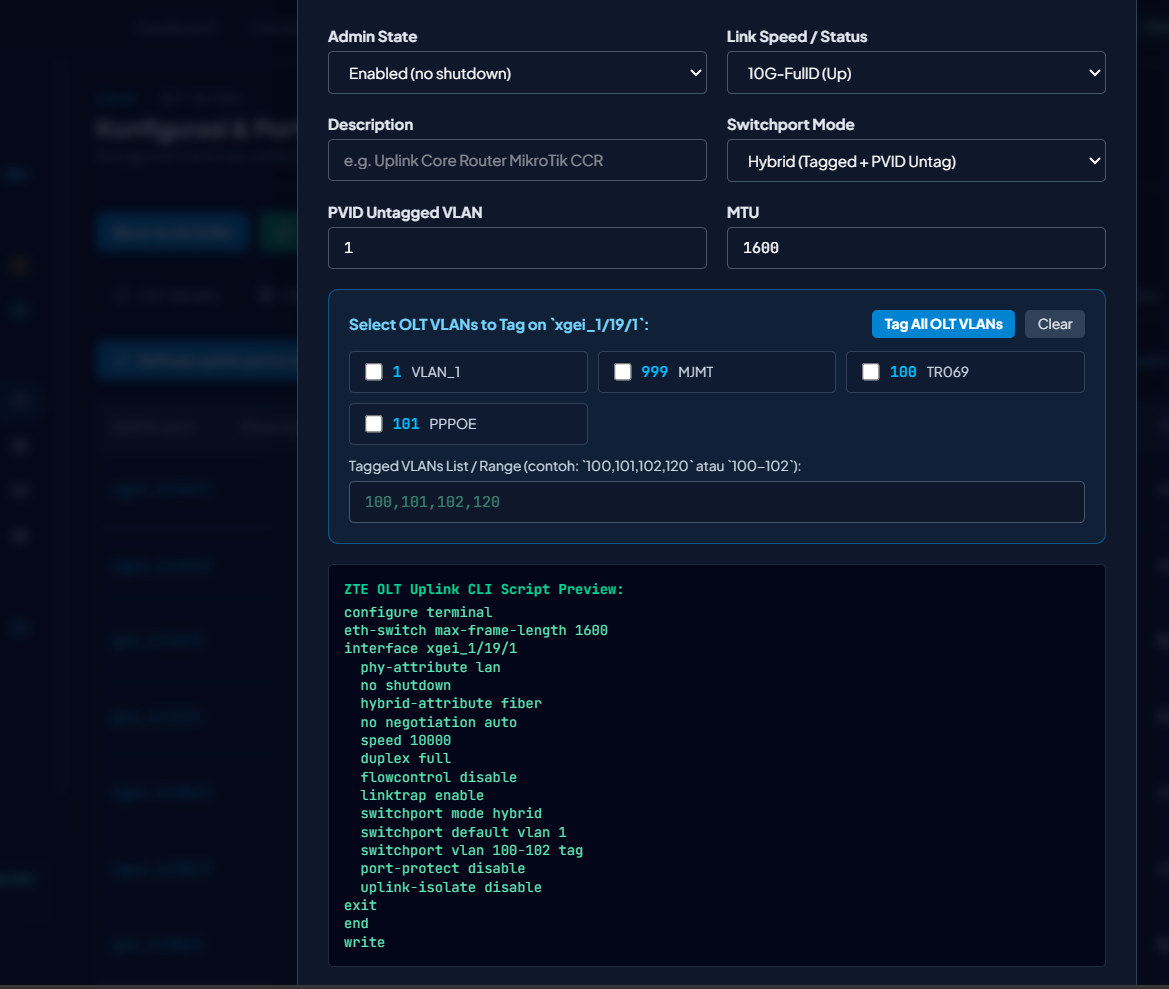 Admin State
Link Speed / Status
Enabled (no shutdown)
10G-FullD (Up)
Description
Switchport Mode
e.g. Uplink Core Router MikroTik CCR
Hybrid (Tagged + PVID Untag)
PVID Untagged VLAN
MTU
1
1600
Select OLT VLANs to Tag on `xgei_1/19/1`:
Tag All OLT VLANs
Clear
1 VLAN_1
999 MJMT
100 TR069
101 PPPOE
Tagged VLANs List / Range (contoh: `100,101,102,120` atau `100-102`):
100,101,102,120
ZTE OLT Uplink CLI Script Preview:
configure terminal
eth-switch max-frame-length 1600
interface xgei_1/19/1
  phy-attribute lan
  no shutdown
  hybrid-attribute fiber
  no negotiation auto
  speed 10000
  duplex full
  flowcontrol disable
  linktrap enable
  switchport mode hybrid
  switchport default vlan 1
  switchport vlan 100-102 tag
  port-protect disable
  uplink-isolate disable
exit
end
write